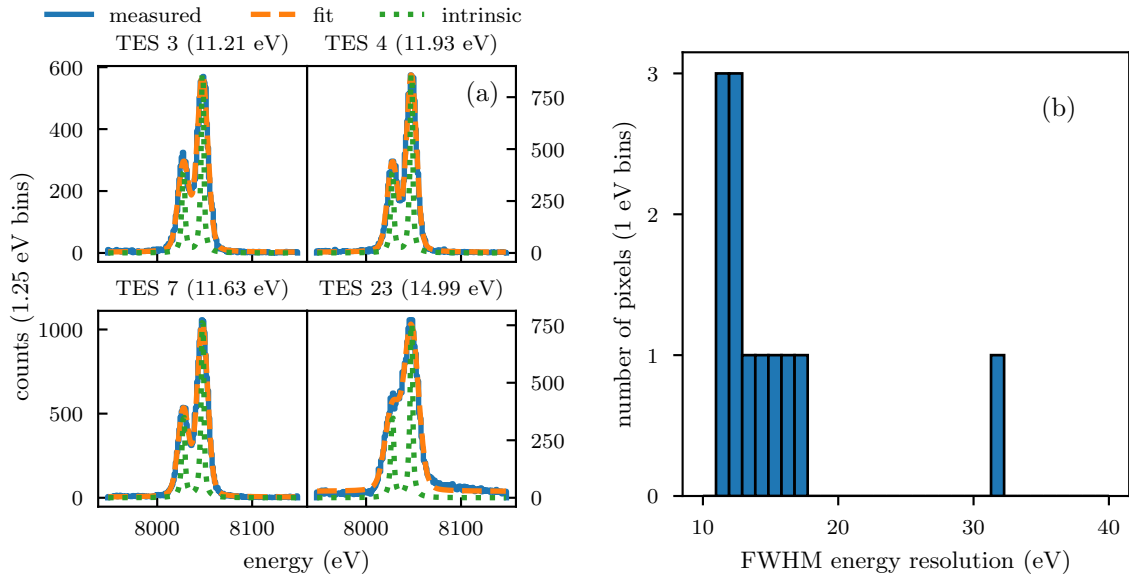 measured fit intrinsic
TES 3 (11.21 eV) TES 4 (11.93 eV)
(a)
600
400
200
0
750
500
250
0
TES 7 (11.63 eV) TES 23 (14.99 eV)
1000
500
0
750
500
250
0
8000 8100 8000 8100
energy (eV)
counts (1.25 eV bins)
(b)
3
2
1
0
10 20 30 40
FWHM energy resolution (eV)
number of pixels (1 eV bins)